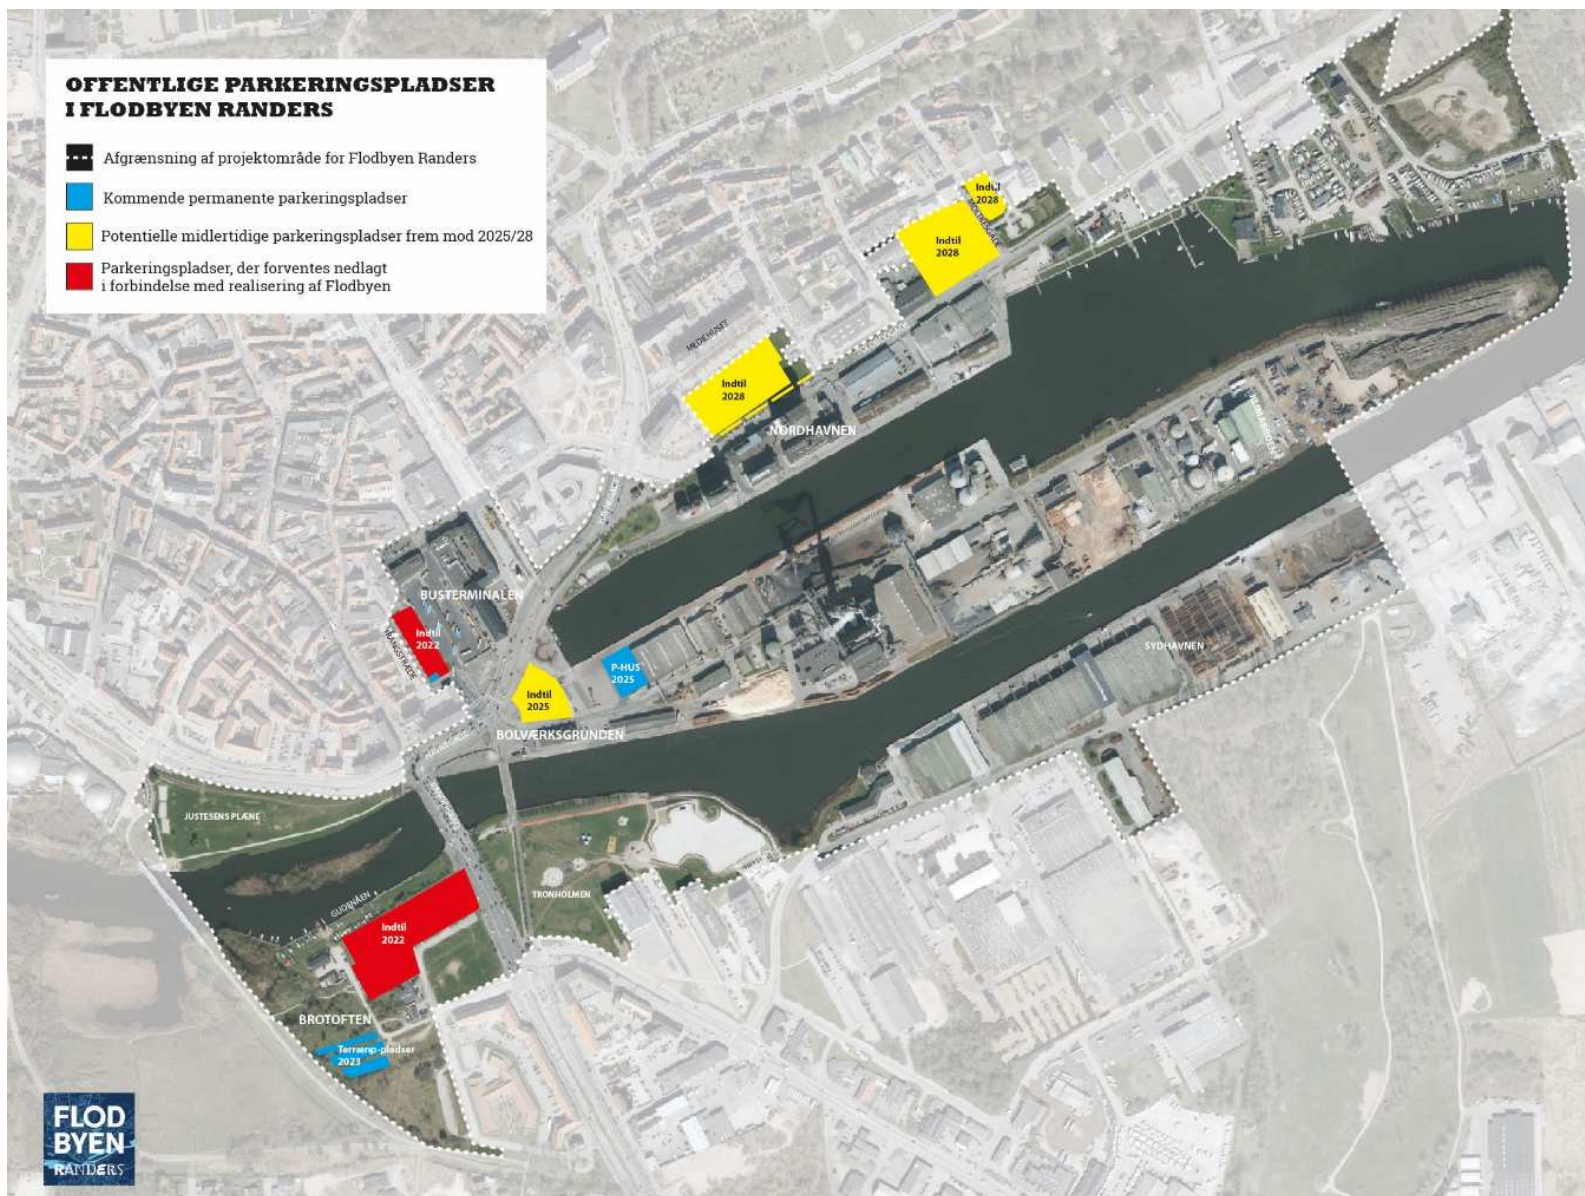 OFFENTLIGE PARKERINGSPLADSER
I FLODBYEN RANDERS
Afgrænsning af projektområde for Flodbyen Randers
Kommende permanente parkeringspladser
Potentielle midlertidige parkeringspladser frem mod 2025/28
Parkeringspladser, der forventes nedlagt
i forbindelse med realisering af Flodbyen
Indtil
2028
Indtil
2028
MEDIEHUSET
Indtil
2028
NORDHAVNEN
BUSTERMINALEN
Indtil
2022
P-HUS
2025
Indtil
2025
BOLVÆRKSGRUNDEN
SYDHAVNEN
JUSTESENS PLÆNE
TRONHOLMEN
GUDENÅEN
Indtil
2022
BROTOFTEN
Terrænp-pladser
2023
FLOD
BYEN
RANDERS